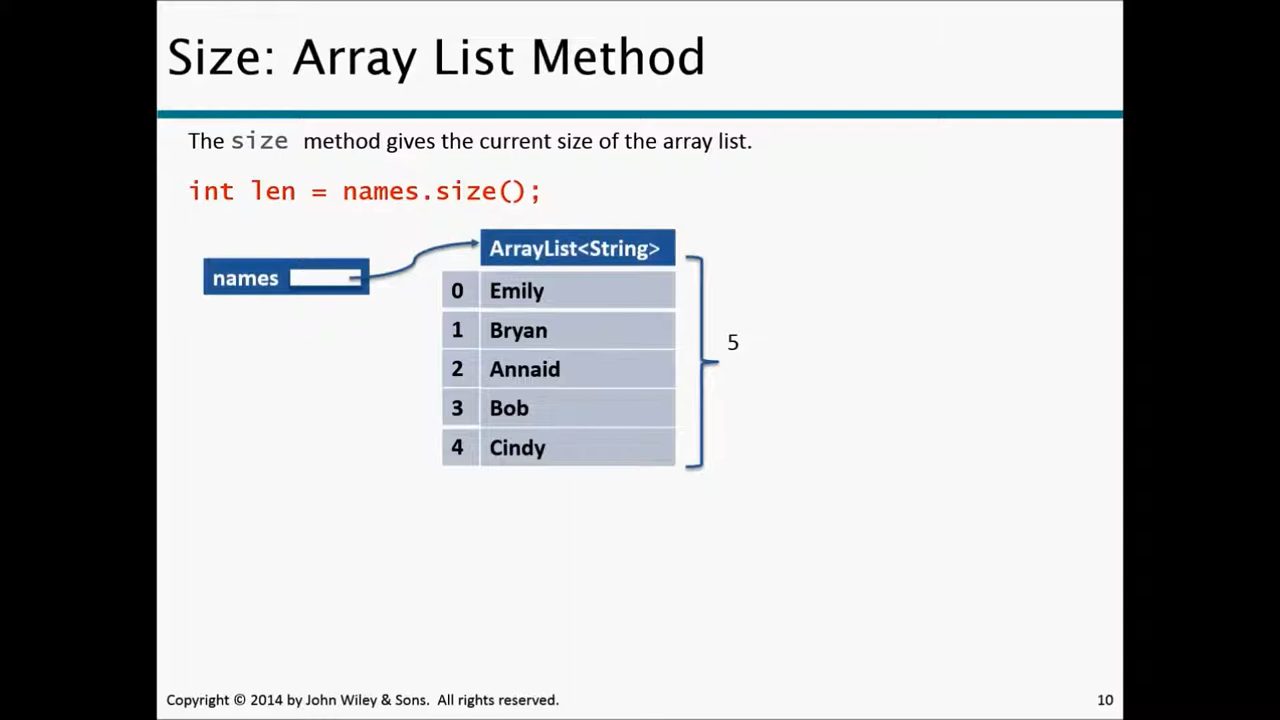 Size: Array List Method
The size method gives the current size of the array list.
int len = names.size();
names
ArrayList<String>
0 Emily
1 Bryan
2 Annaid
3 Bob
4 Cindy
5
Copyright © 2014 by John Wiley & Sons. All rights reserved.
10